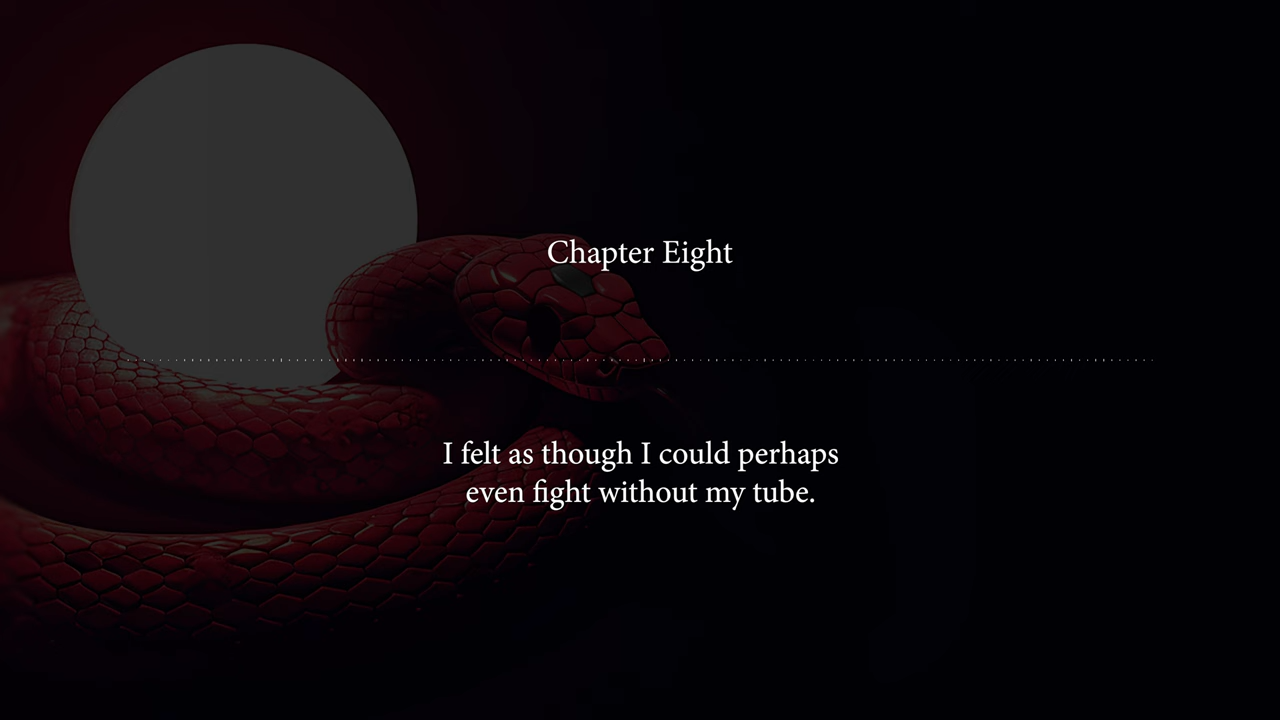 Chapter Eight
I felt as though I could perhaps
even fight without my tube.